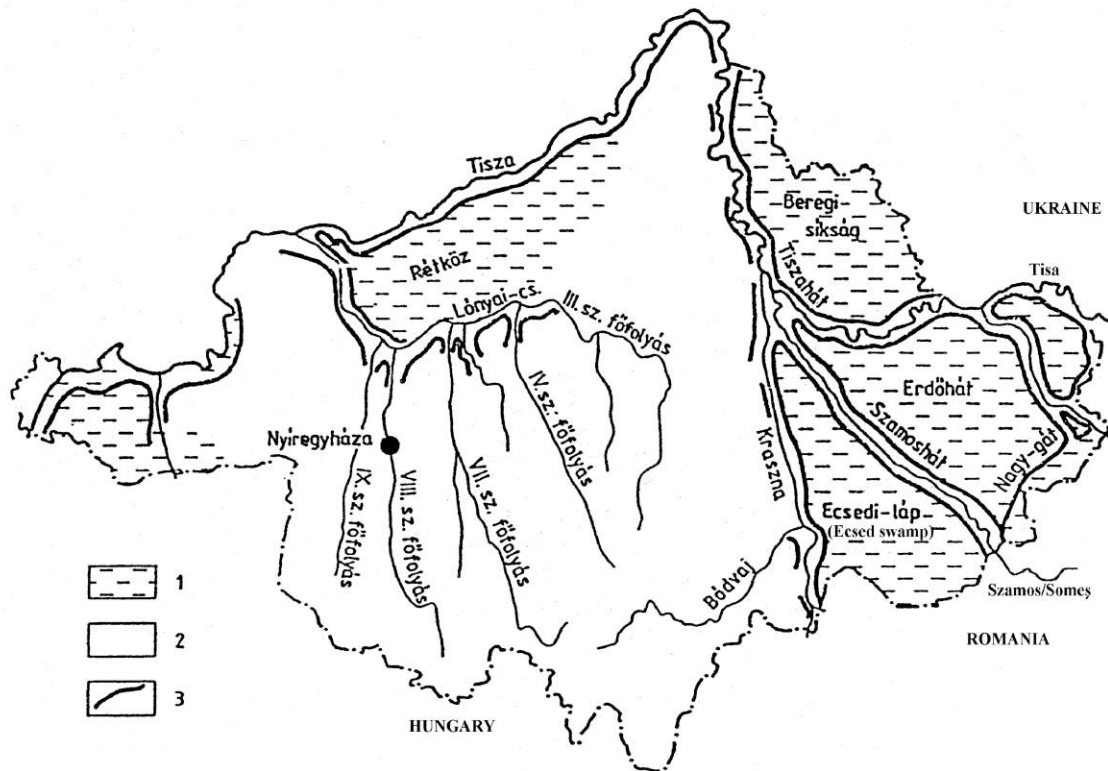 Tisza
Beregi
síkság
UKRAINE
Rétköz
Tiszahát
Tisa
Lónyai-cs.
III. sz. főfolyás
Erdőhát
Szamoshát
Nagy-gát
Nyíregyháza
IX. sz. főfolyás
VIII. sz. főfolyás
VII. sz. főfolyás
IV. sz. főfolyás
Kraszna
Ecsedi-láp
(Ecsed swamp)
Bódvaj
Szamos/Someş
ROMANIA
HUNGARY
1
2
3